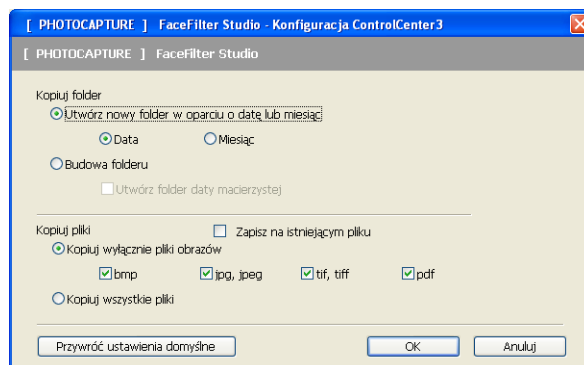 [ PHOTOCAPTURE ] FaceFilter Studio - Konfiguracja ControlCenter3
[ PHOTOCAPTURE ] FaceFilter Studio
Kopiuj folder
Utwórz nowy folder w oparciu o datę lub miesiąc
Data Miesiąc
Budowa folderu
Utwórz folder daty macierzystej
Kopiuj pliki Zapisz na istniejącym pliku
Kopiuj wyłącznie pliki obrazów
bmp jpg, jpeg tif, tiff pdf
Kopiuj wszystkie pliki
Przywróć ustawienia domyślne OK Anuluj